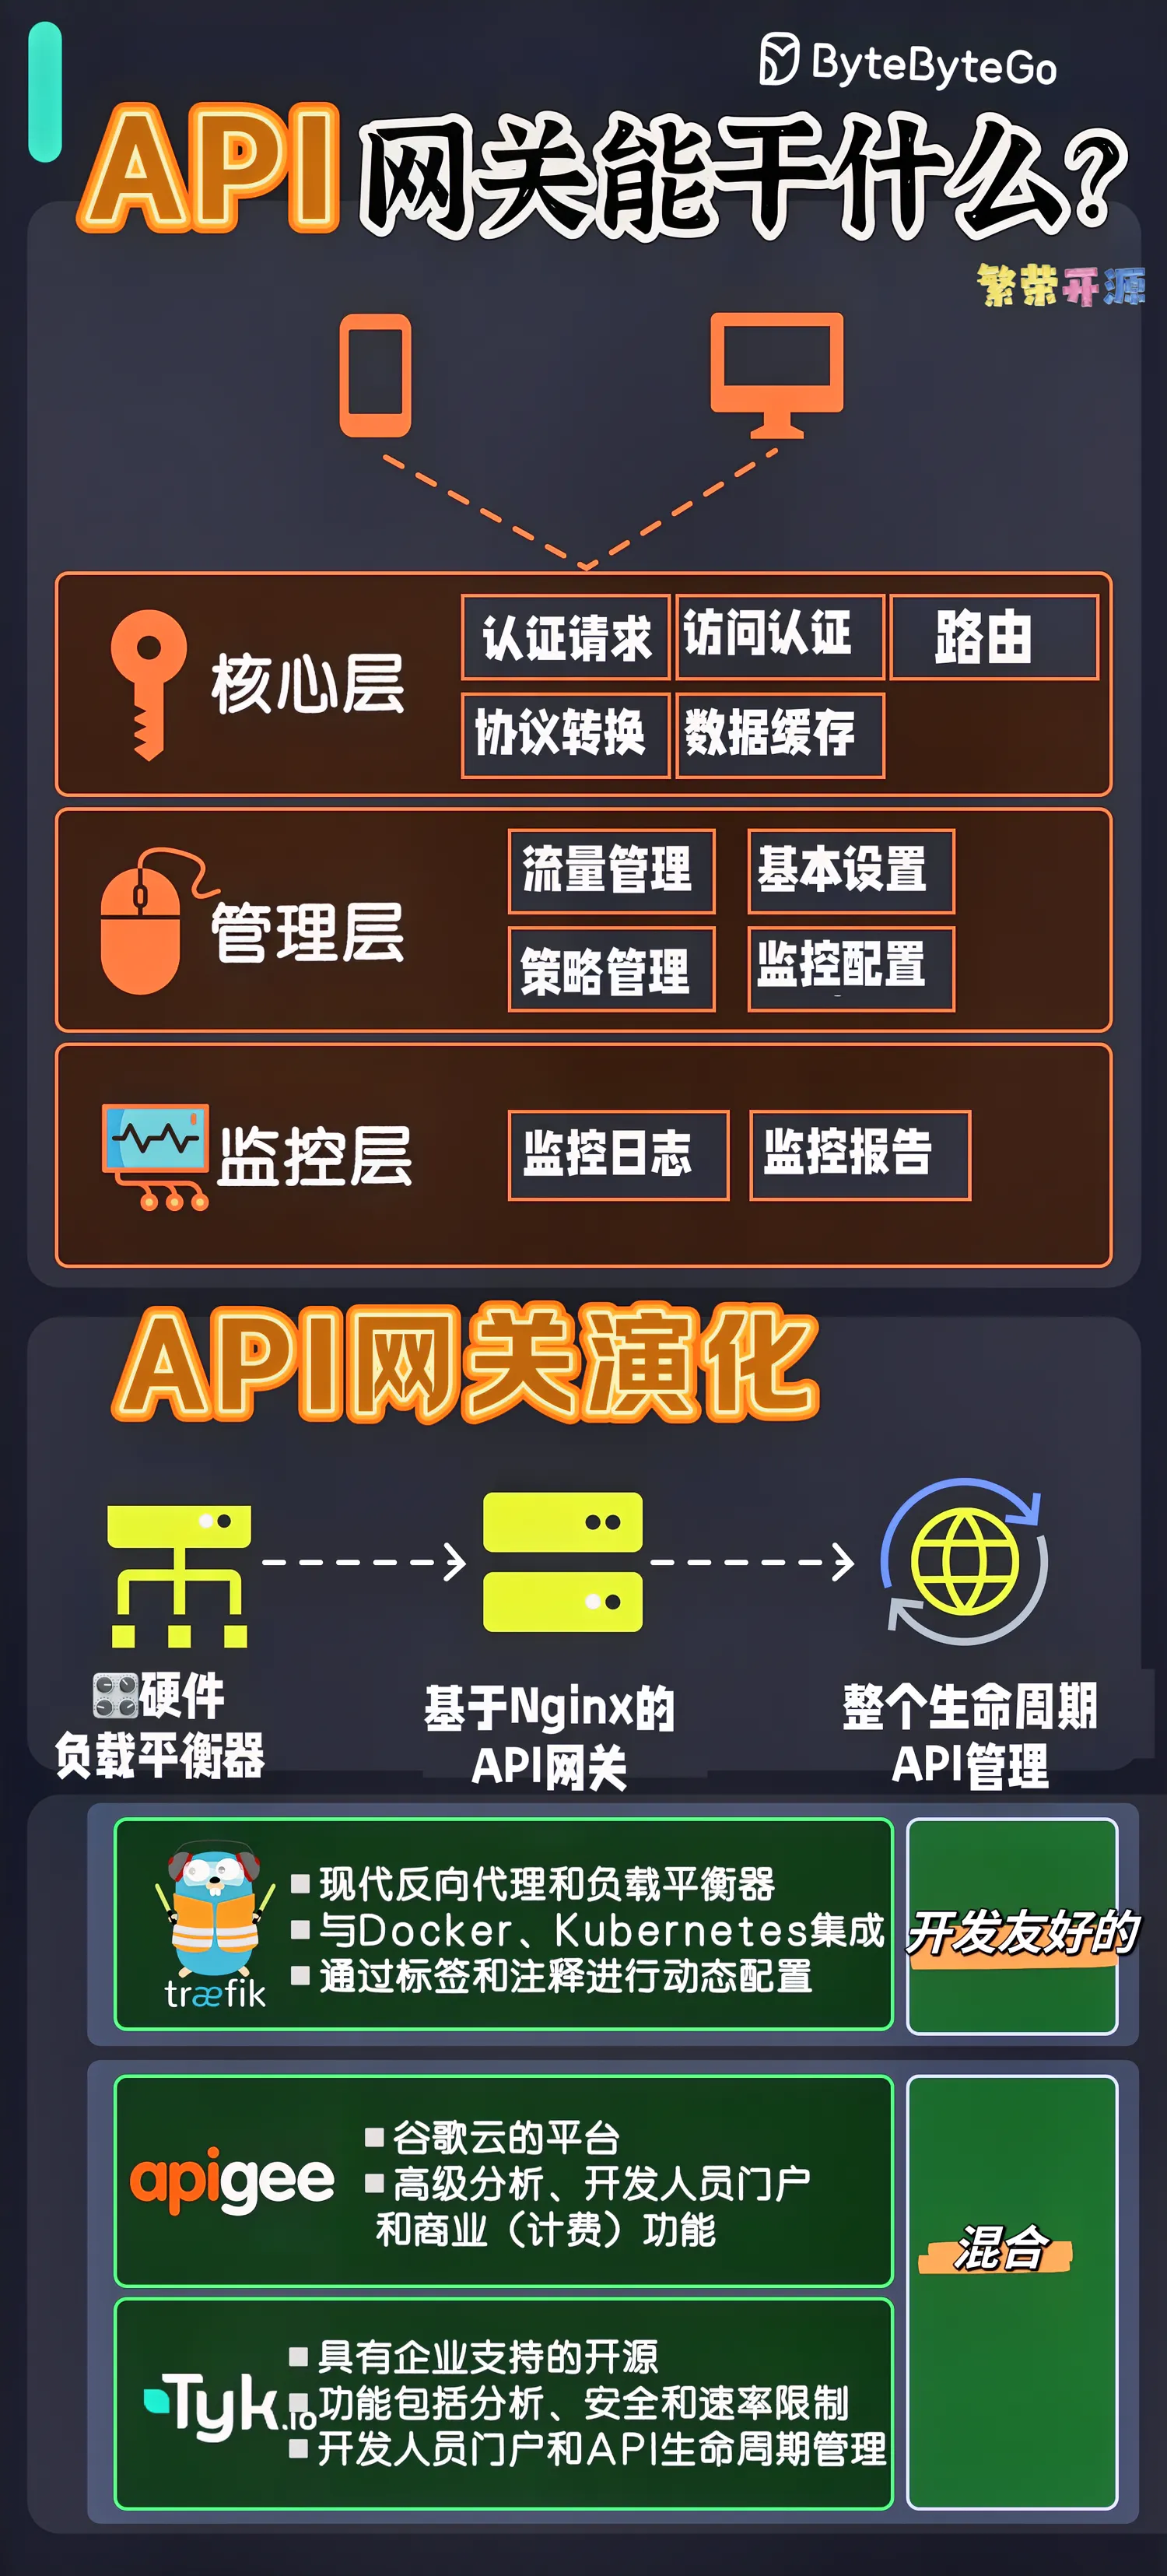 ByteByteGo
API 网关能干什么?
繁荣开源
核心层
认证请求
访问认证
路由
协议转换
数据缓存
管理层
流量管理
基本设置
策略管理
监控配置
监控层
监控日志
监控报告
API网关演化
硬件
负载平衡器
基于Nginx的
API网关
整个生命周期
API管理
træfik
现代反向代理和负载平衡器
与Docker、Kubernetes集成
通过标签和注释进行动态配置
开发友好的
apigee
谷歌云的平台
高级分析、开发人员门户
和商业（计费）功能
混合
Tyk.io
具有企业支持的开源
功能包括分析、安全和速率限制
开发人员门户和API生命周期管理